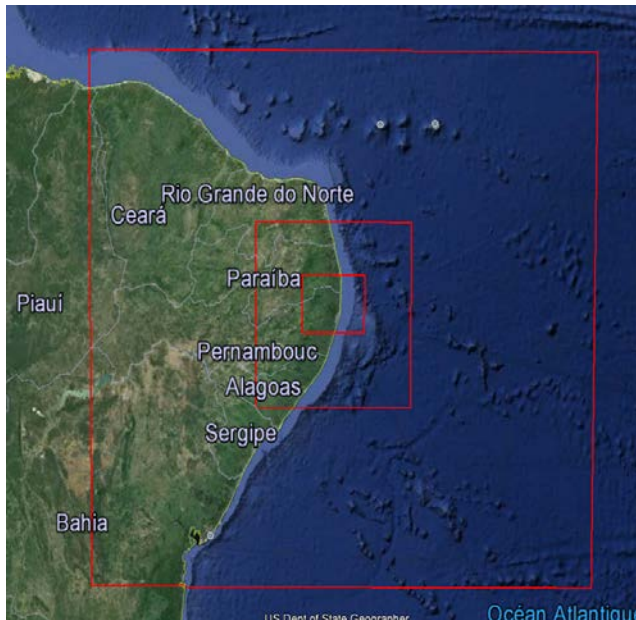 Rio Grande do Norte
Ceará
Paraíba
Piauí
Pernambouc
Alagoas
Sergipe
Bahia
US Dept of State Geographer
Océan Atlantique